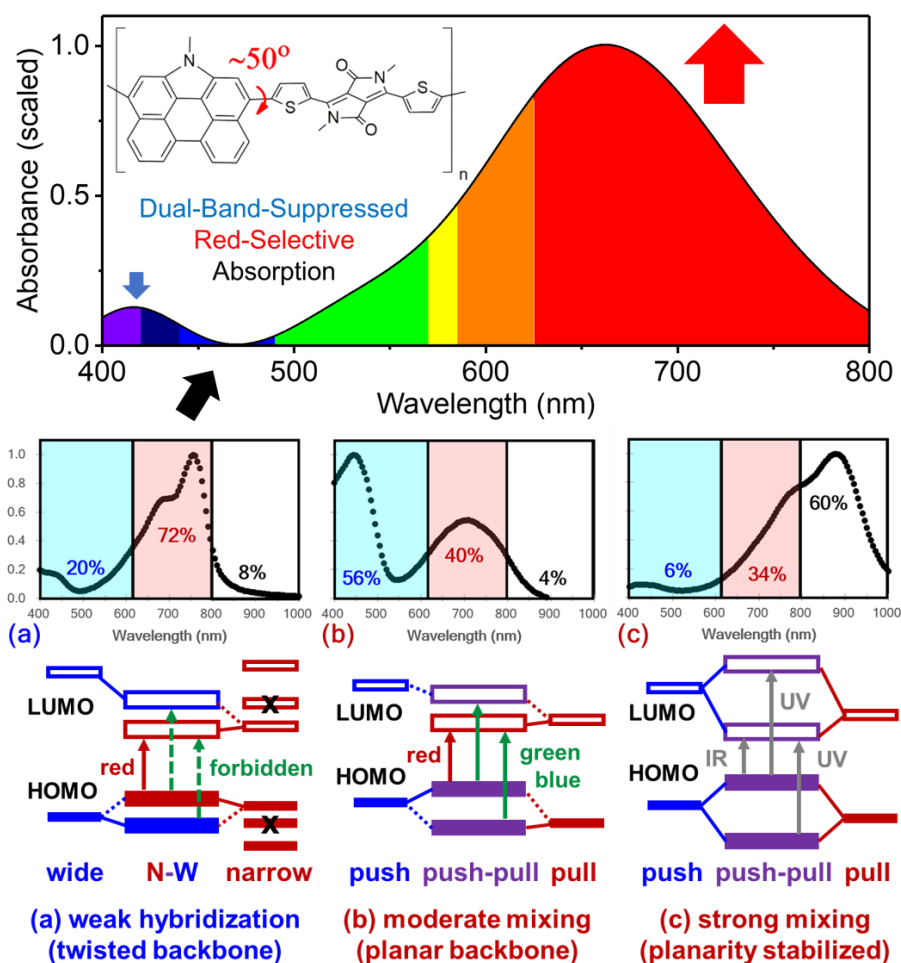 1.0
0.5
0.0
Absorbance (scaled)
~50°
N
S
O
N
N
O
S
n
Dual-Band-Suppressed
Red-Selective
Absorption
400 500 600 700 800
Wavelength (nm)
1.0
0.8
0.6
0.4
0.2
0.0
20% 72% 8%
400 500 600 700 800 900 1000
Wavelength (nm)
(a)
56% 40% 4%
400 500 600 700 800 900 1000
Wavelength (nm)
(b)
6% 34% 60%
400 500 600 700 800 900 1000
Wavelength (nm)
(c)
LUMO
X
red
forbidden
HOMO
X
wide N-W narrow
(a) weak hybridization
(twisted backbone)
LUMO
red
green
blue
HOMO
push push-pull pull
(b) moderate mixing
(planar backbone)
LUMO
UV
IR
UV
HOMO
push push-pull pull
(c) strong mixing
(planarity stabilized)